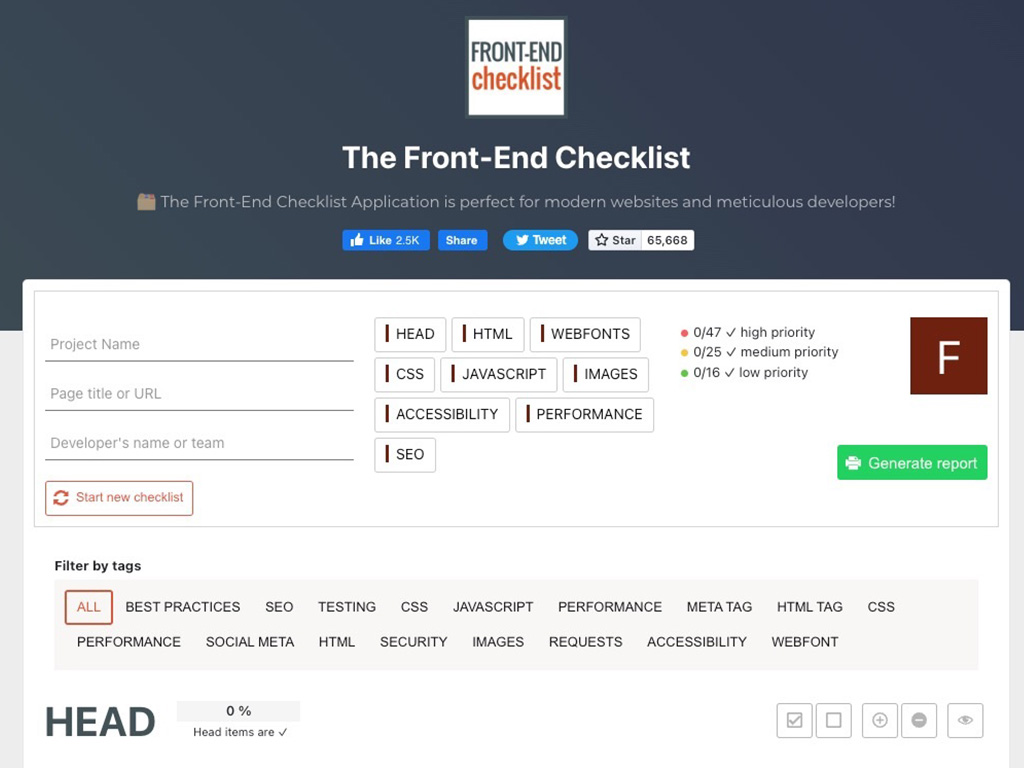 FRONT-END
checklist
The Front-End Checklist
The Front-End Checklist Application is perfect for modern websites and meticulous developers!
Like 2.5K Share Tweet Star 65,668
Project Name
Page title or URL
Developer's name or team
Start new checklist
HEAD HTML WEBFONTS
CSS JAVASCRIPT IMAGES
ACCESSIBILITY PERFORMANCE
SEO
0/47 ✓ high priority
0/25 ✓ medium priority
0/16 ✓ low priority
F
Generate report
Filter by tags
ALL BEST PRACTICES SEO TESTING CSS JAVASCRIPT PERFORMANCE META TAG HTML TAG CSS
PERFORMANCE SOCIAL META HTML SECURITY IMAGES REQUESTS ACCESSIBILITY WEBFONT
HEAD
0 %
Head items are ✓